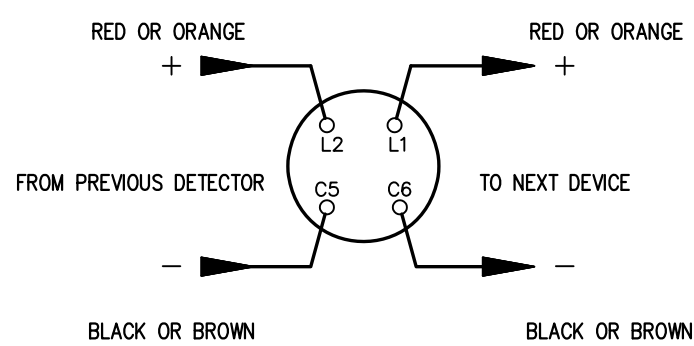 RED OR ORANGE
RED OR ORANGE
+
+
L2
L1
FROM PREVIOUS DETECTOR
C5
C6
TO NEXT DEVICE
−
−
BLACK OR BROWN
BLACK OR BROWN